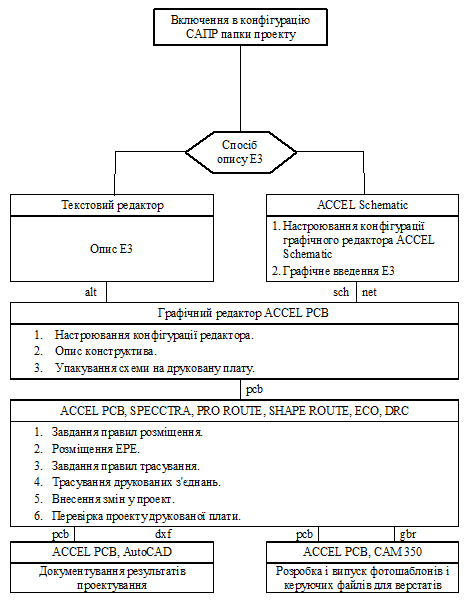 Включення в конфігурацію
САПР папки проекту
Спосіб
опису Е3
Текстовий редактор
Опис Е3
ACCEL Schematic
1. Настроювання конфігурації
графічного редактора ACCEL
Schematic
2. Графічне введення Е3
alt
sch
net
Графічний редактор ACCEL PCB
1. Настроювання конфігурації редактора.
2. Опис конструктива.
3. Упакування схеми на друковану плату.
pcb
ACCEL PCB, SPECCTRA, PRO ROUTE, SHAPE ROUTE, ECO, DRC
1. Завдання правил розміщення.
2. Розміщення ЕРЕ.
3. Завдання правил трасування.
4. Трасування друкованих з'єднань.
5. Внесення змін у проект.
6. Перевірка проекту друкованої плати.
pcb
dxf
pcb
gbr
ACCEL PCB, AutoCAD
Документування результатів
проектування
ACCEL PCB, CAM 350
Розробка і випуск фотошаблонів і
керуючих файлів для верстатів